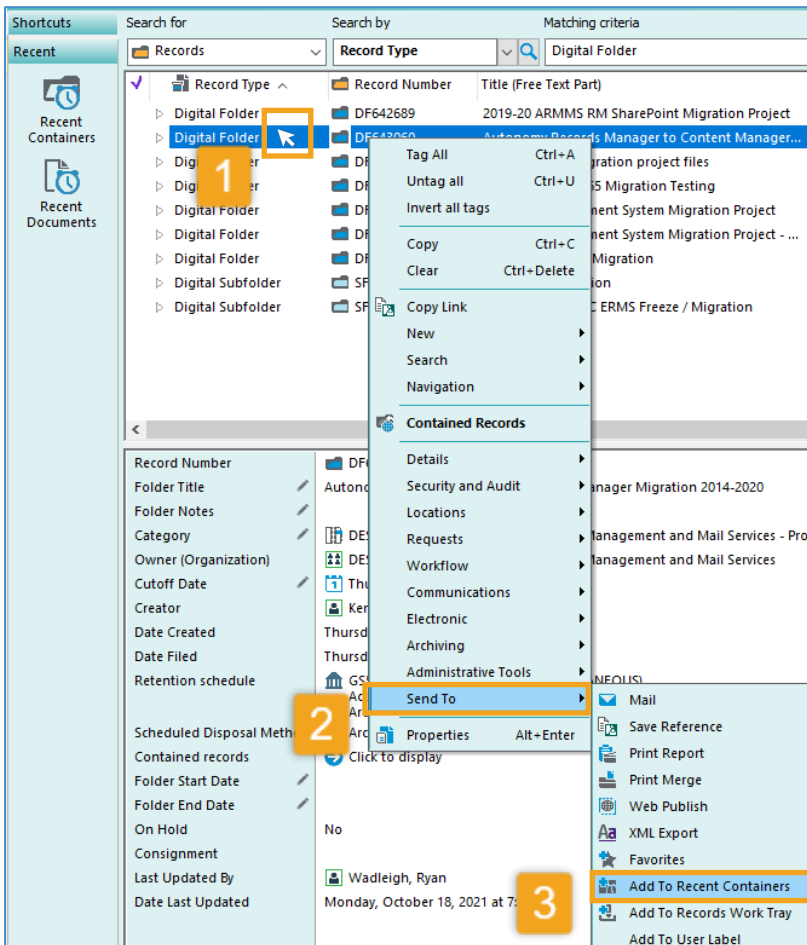 Shortcuts Search for Search by Matching criteria
Recent Records Record Type Digital Folder
Recent Containers
Recent Documents
Record Type Record Number Title (Free Text Part)
Digital Folder DF642689 2019-20 ARMMS RM SharePoint Migration Project
Digital Folder DF643060 Autonomy Records Manager to Content Manager...
1
gration project files
Migration Testing
Digital Folder ment System Migration Project
Digital Folder ment System Migration Project - ...
Digital Folder Migration
Digital Subfolder SF ion
Digital Subfolder SF ERMS Freeze / Migration
Tag All Ctrl+A
Untag all Ctrl+U
Invert all tags
Copy Ctrl+C
Clear Ctrl+Delete
Copy Link
New
Search
Navigation
Contained Records
Details
Security and Audit
Locations
Requests
Workflow
Communications
Electronic
Archiving
Administrative Tools
2
Send To
Properties Alt+Enter
Mail
Save Reference
Print Report
Print Merge
Web Publish
XML Export
Favorites
3
Add To Recent Containers
Add To Records Work Tray
Add To User Label
Record Number
Folder Title anager Migration 2014-2020
Folder Notes
Category Management and Mail Services - Pro
Owner (Organization) Management and Mail Services
Cutoff Date
Creator
Date Created Thursd
Date Filed Thursd
Retention schedule
Scheduled Disposal Meth
Contained records Click to display
Folder Start Date
Folder End Date
On Hold No
Consignment
Last Updated By Wadleigh, Ryan
Date Last Updated Monday, October 18, 2021 at 7: